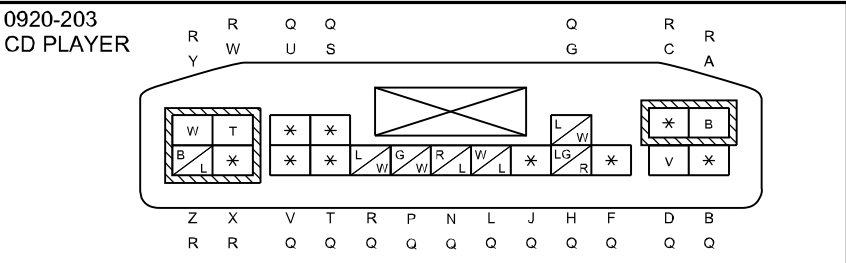 0920-203
CD PLAYER
R Q Q Q R
R R
W U S G C
Y A
W T * * L/W * B
B/L * * * L/W G/W R/L W/L * LG/R * V *
Z X V T R P N L J H F D B
R R Q Q Q Q Q Q Q Q Q Q Q